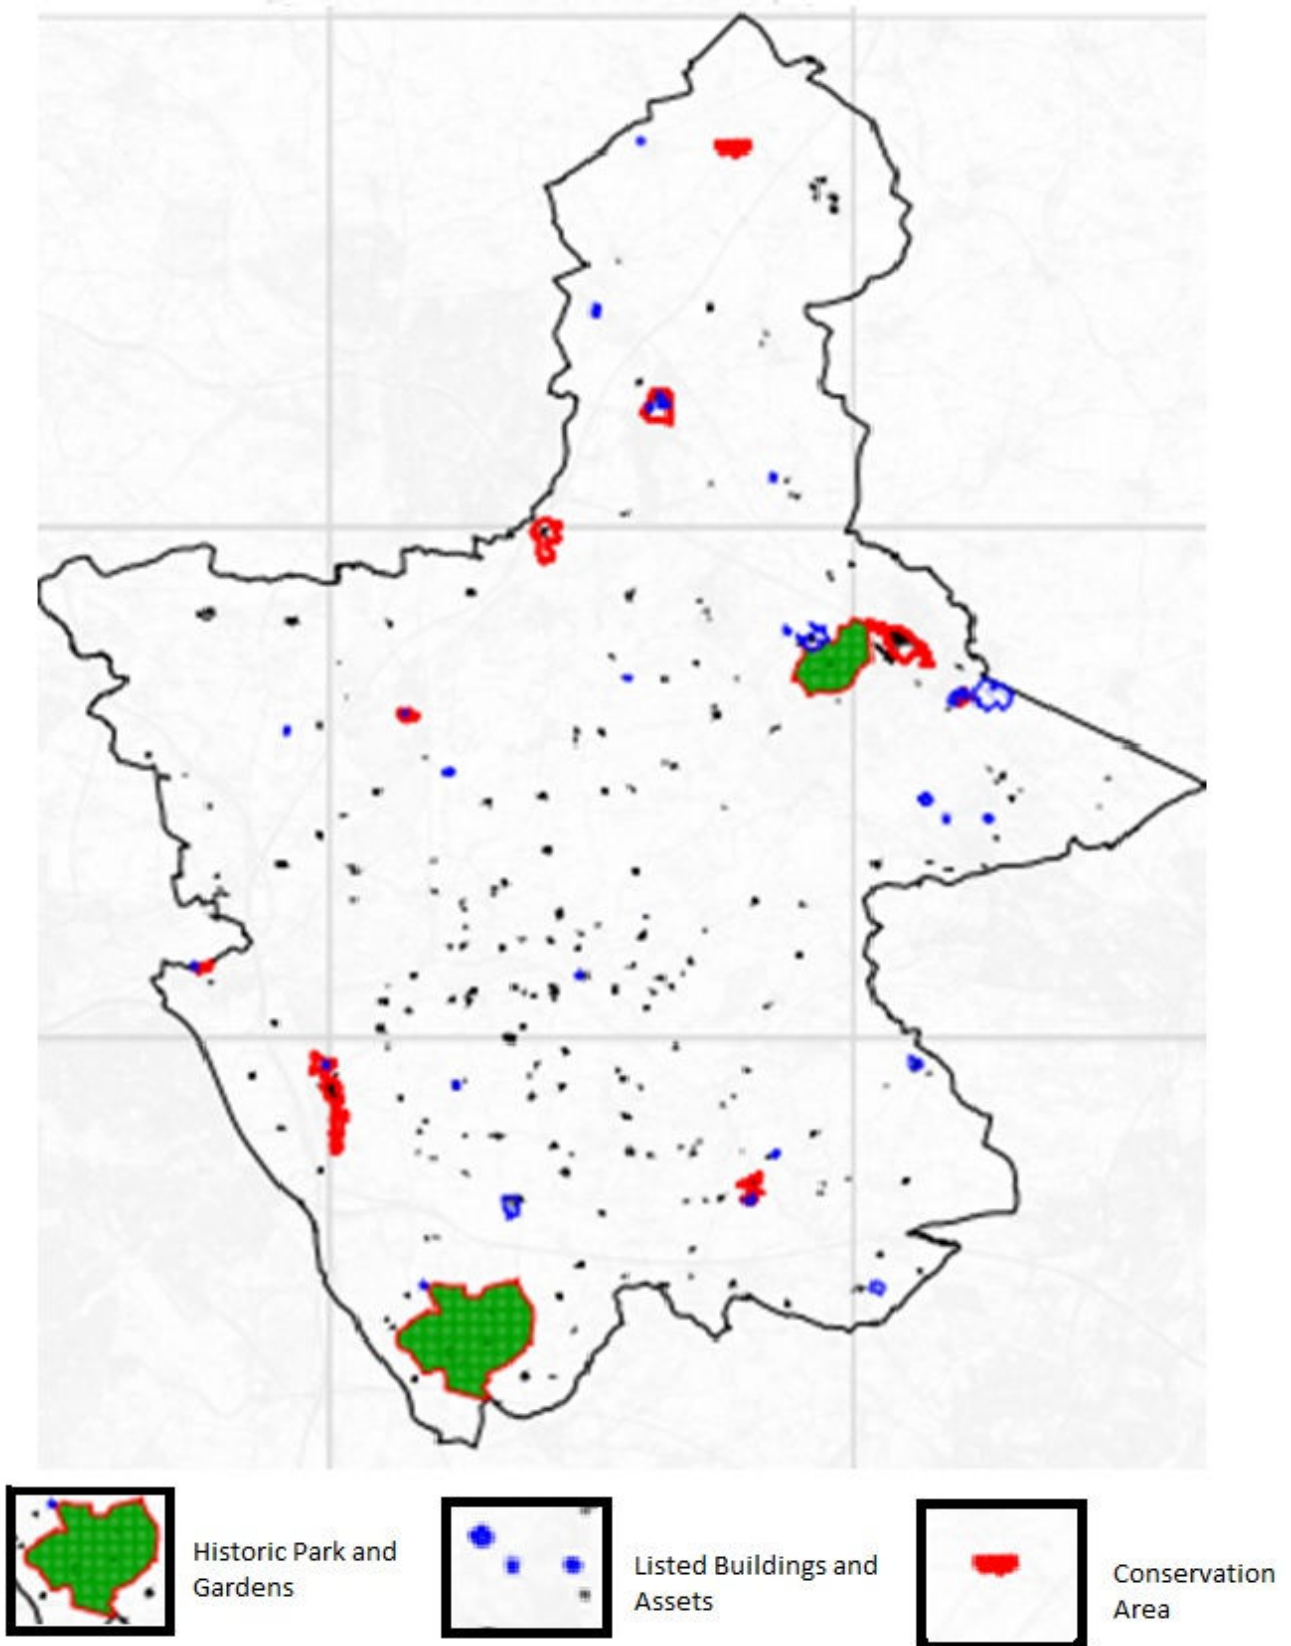 Historic Park and
Gardens
Listed Buildings and
Assets
Conservation
Area